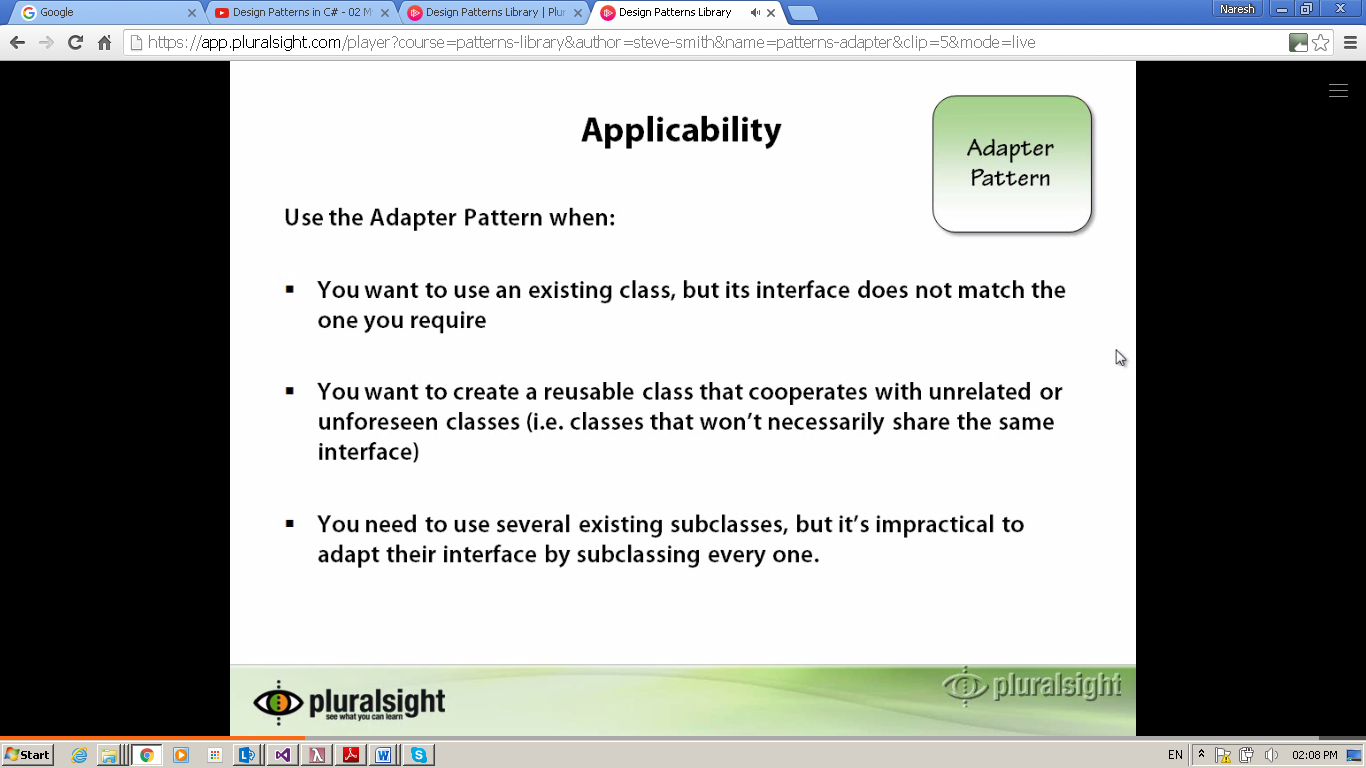 Google
Design Patterns in C# - 02 M
Design Patterns Library | Plur
Design Patterns Library
Naresh
https://app.pluralsight.com/player?course=patterns-library&author=steve-smith&name=patterns-adapter&clip=5&mode=live
Applicability
Adapter
Pattern
Use the Adapter Pattern when:
▪ You want to use an existing class, but its interface does not match the
one you require
▪ You want to create a reusable class that cooperates with unrelated or
unforeseen classes (i.e. classes that won’t necessarily share the same
interface)
▪ You need to use several existing subclasses, but it’s impractical to
adapt their interface by subclassing every one.
pluralsight
see what you can learn
pluralsight
Start
EN
02:08 PM